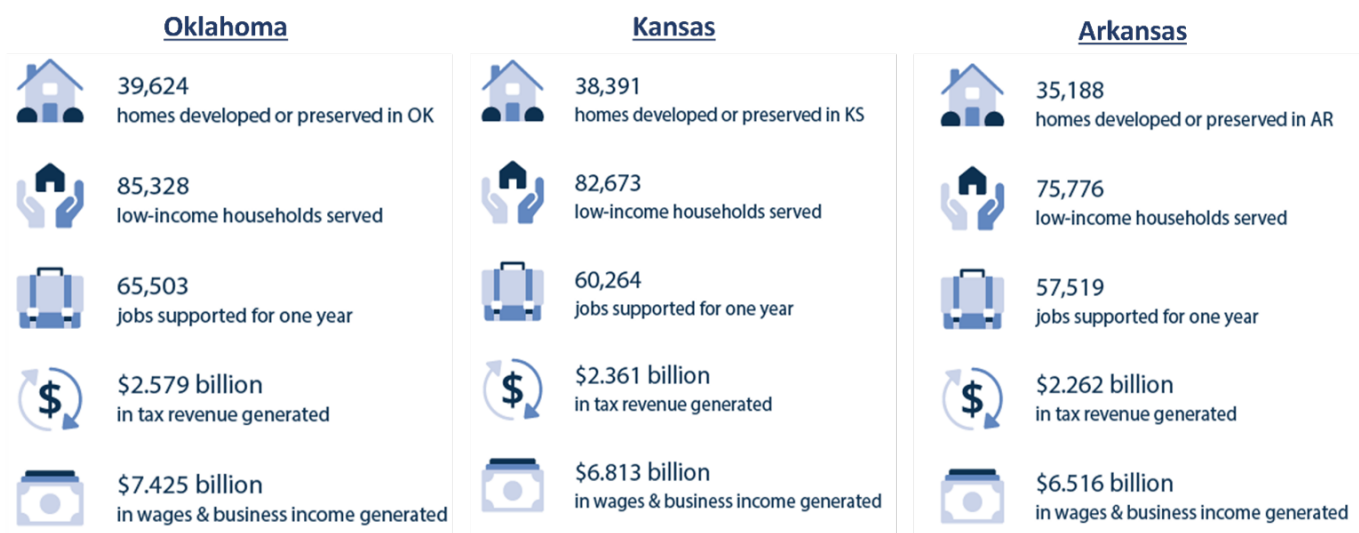 Oklahoma
39,624
homes developed or preserved in OK
85,328
low-income households served
65,503
jobs supported for one year
$
$2.579 billion
in tax revenue generated
$7.425 billion
in wages & business income generated
Kansas
38,391
homes developed or preserved in KS
82,673
low-income households served
60,264
jobs supported for one year
$
$2.361 billion
in tax revenue generated
$6.813 billion
in wages & business income generated
Arkansas
35,188
homes developed or preserved in AR
75,776
low-income households served
57,519
jobs supported for one year
$
$2.262 billion
in tax revenue generated
$6.516 billion
in wages & business income generated